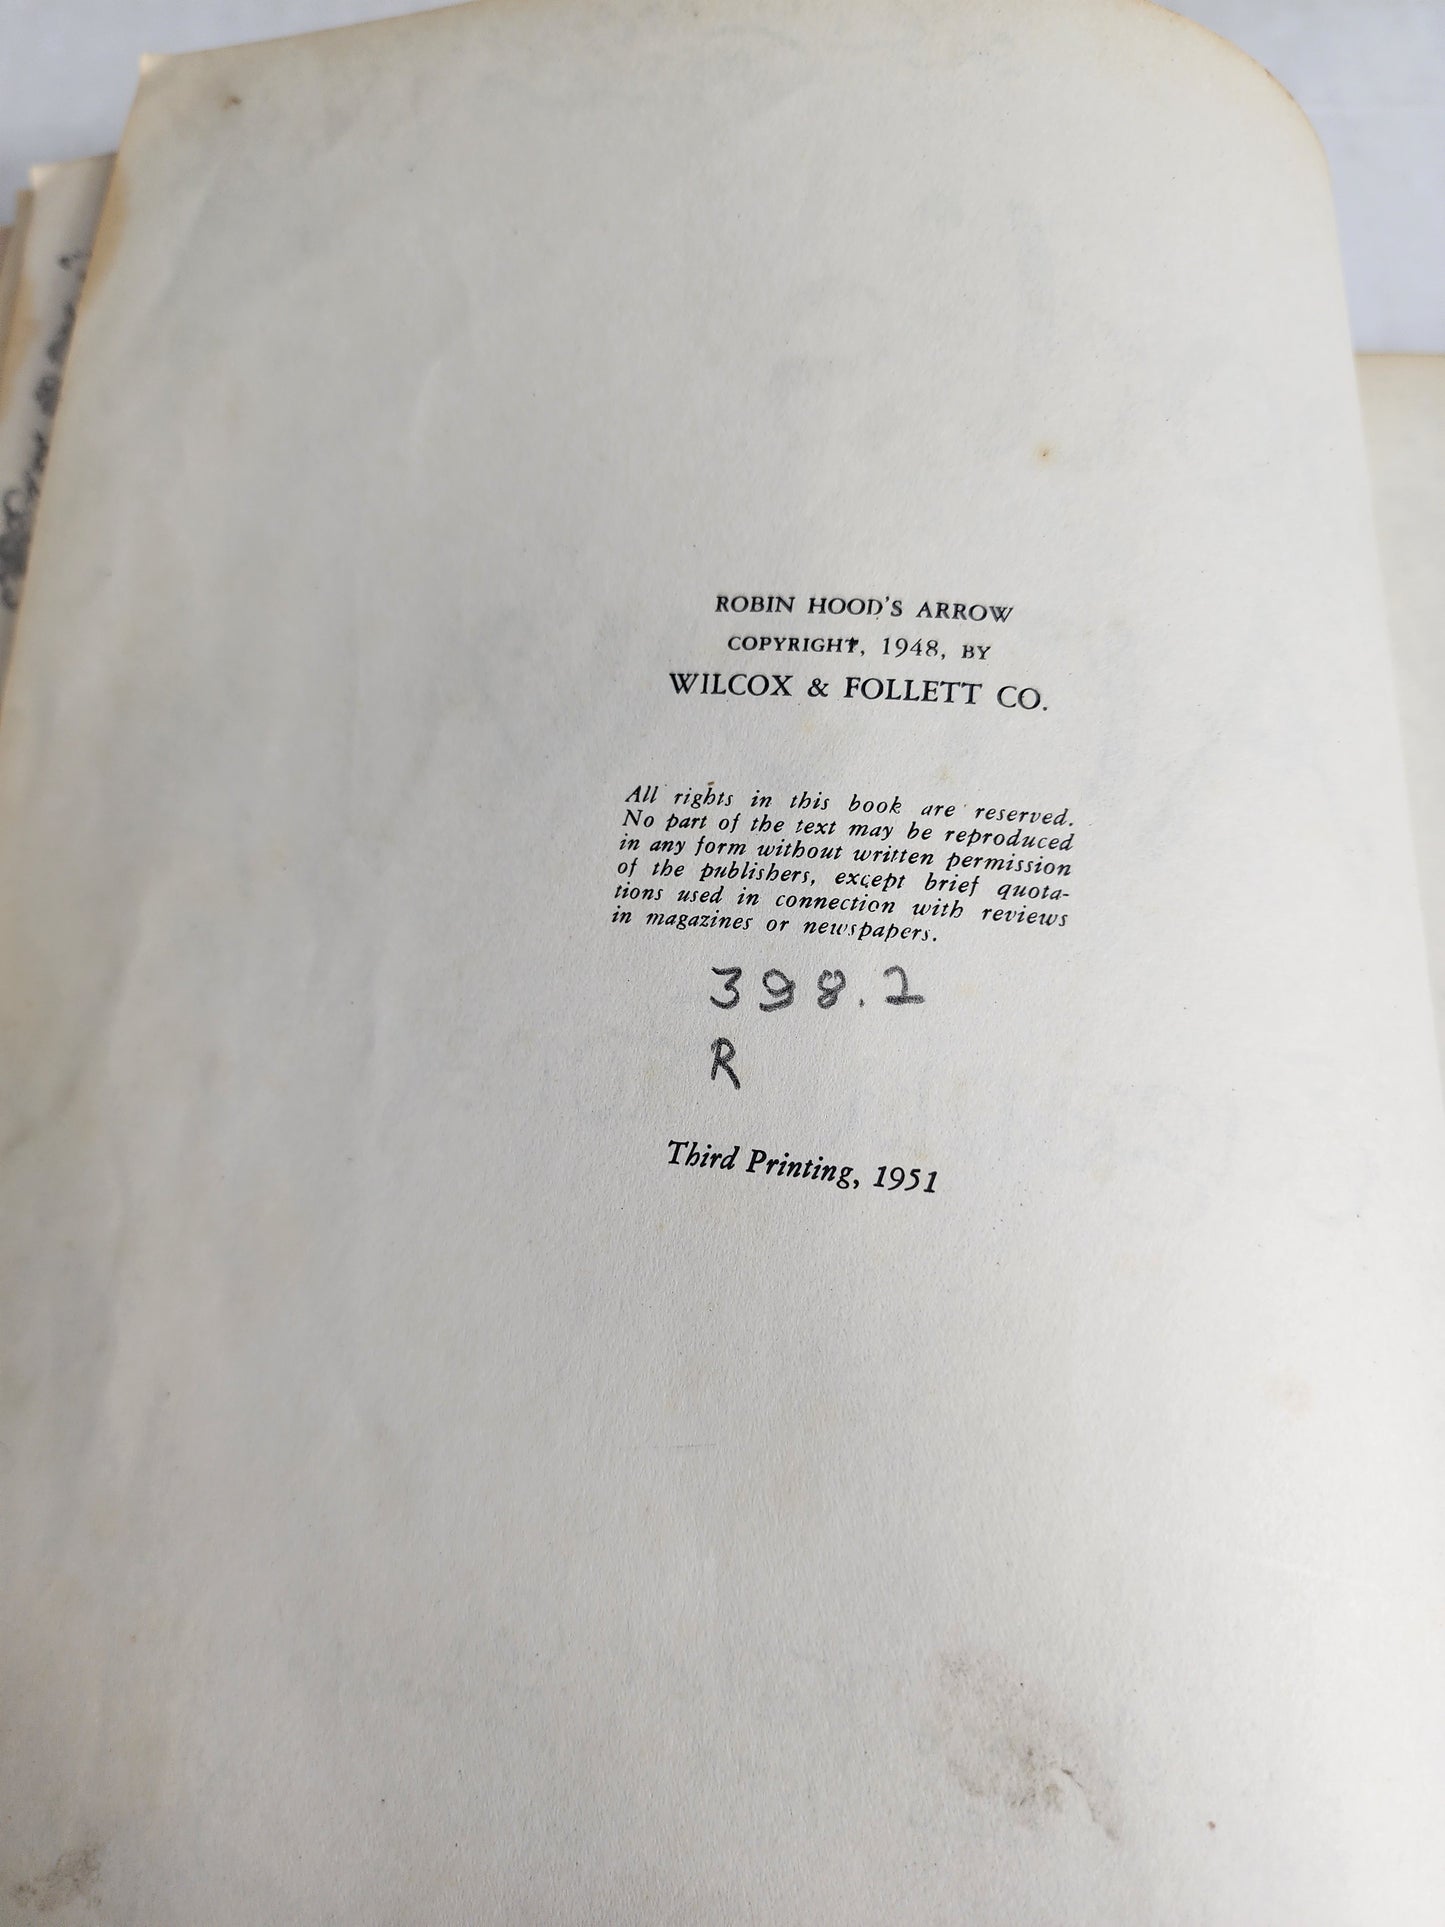 ROBIN HOOD'S ARROW
COPYRIGHT, 1948, BY
WILCOX & FOLLETT CO.
All rights in this book are reserved.
No part of the text may be reproduced
in any form without written permission
of the publishers, except brief quota-
tions used in connection with reviews
in magazines or newspapers.
398.2
R
Third Printing, 1951